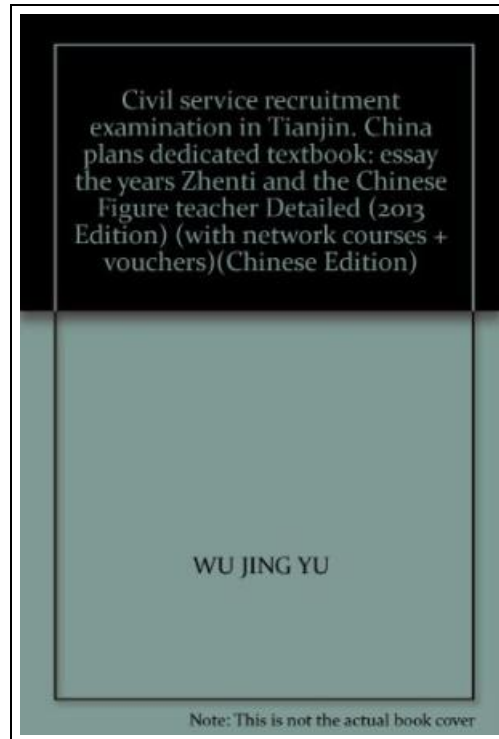 Civil service recruitment
examination in Tianjin. China
plans dedicated textbook: essay
the years Zhenti and the Chinese
Figure teacher Detailed (2013
Edition) (with network courses +
vouchers)(Chinese Edition)
WU JING YU
Note: This is not the actual book cover